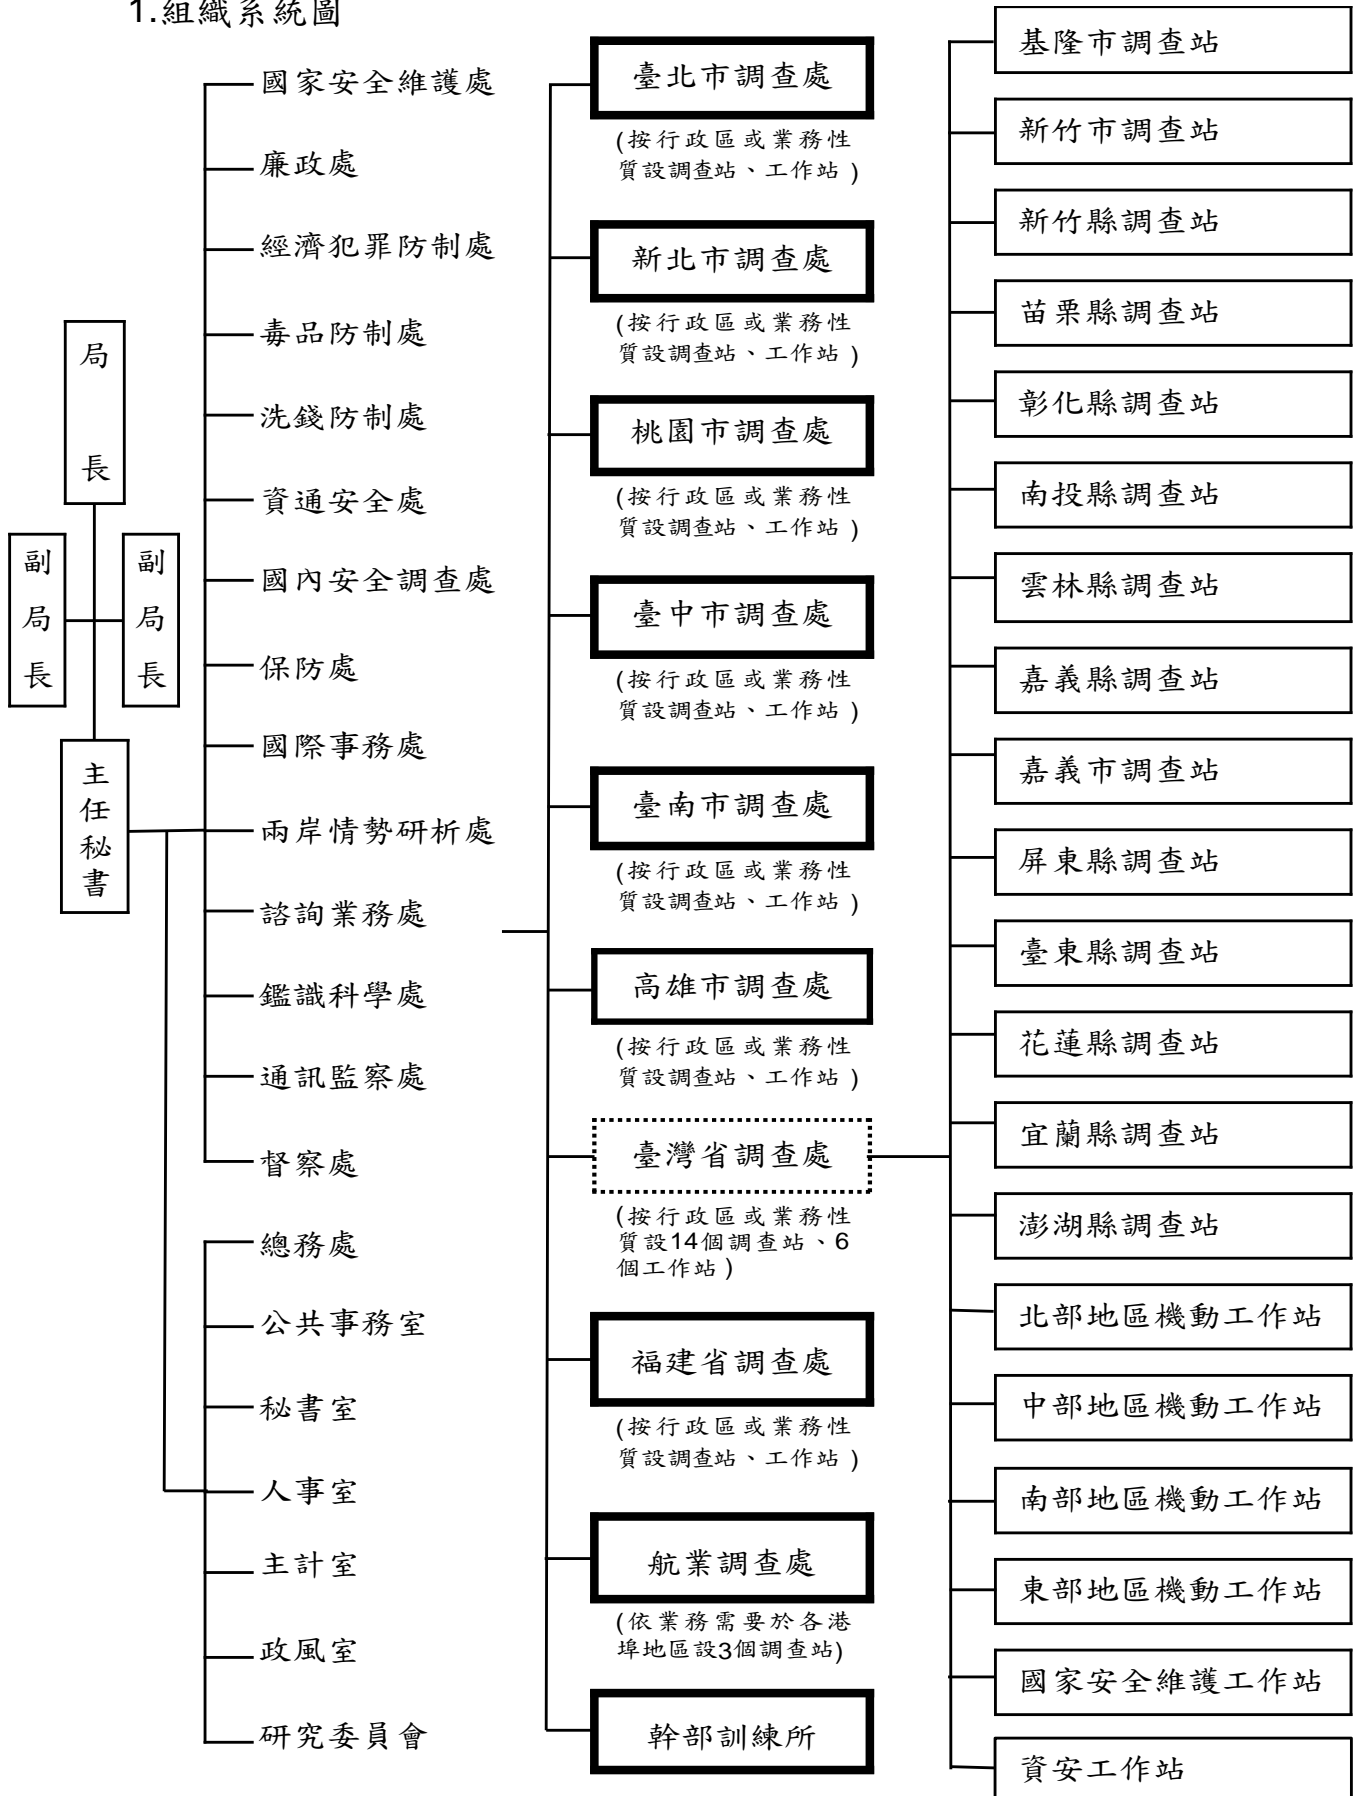 1.組織系統圖
局
長
副
局
長
副
局
長
主
任
秘
書
國家安全維護處
廉政處
經濟犯罪防制處
毒品防制處
洗錢防制處
資通安全處
國內安全調查處
保防處
國際事務處
兩岸情勢研析處
諮詢業務處
鑑識科學處
通訊監察處
督察處
總務處
公共事務室
秘書室
人事室
主計室
政風室
研究委員會
臺北市調查處
(按行政區或業務性
質設調查站、工作站)
新北市調查處
(按行政區或業務性
質設調查站、工作站)
桃園市調查處
(按行政區或業務性
質設調查站、工作站)
臺中市調查處
(按行政區或業務性
質設調查站、工作站)
臺南市調查處
(按行政區或業務性
質設調查站、工作站)
高雄市調查處
(按行政區或業務性
質設調查站、工作站)
臺灣省調查處
(按行政區或業務性
質設14個調查站、6
個工作站)
福建省調查處
(按行政區或業務性
質設調查站、工作站)
航業調查處
(依業務需要於各港
埠地區設3個調查站)
幹部訓練所
基隆市調查站
新竹市調查站
新竹縣調查站
苗栗縣調查站
彰化縣調查站
南投縣調查站
雲林縣調查站
嘉義縣調查站
嘉義市調查站
屏東縣調查站
臺東縣調查站
花蓮縣調查站
宜蘭縣調查站
澎湖縣調查站
北部地區機動工作站
中部地區機動工作站
南部地區機動工作站
東部地區機動工作站
國家安全維護工作站
資安工作站